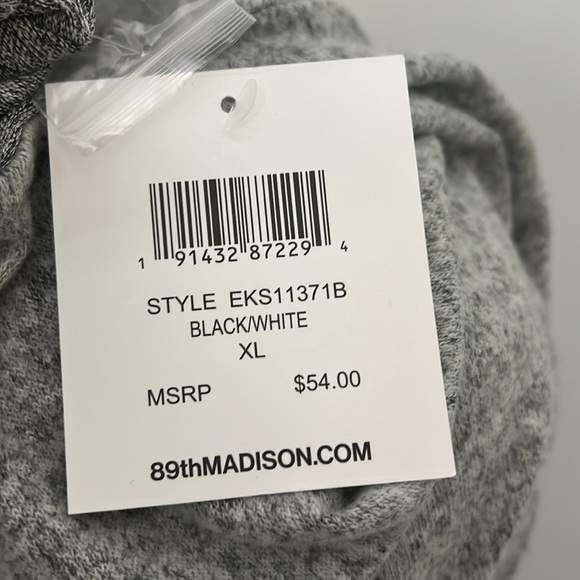 1 91432 87229 4
STYLE EKS11371B
BLACK/WHITE
XL
MSRP $54.00
89thMADISON.COM